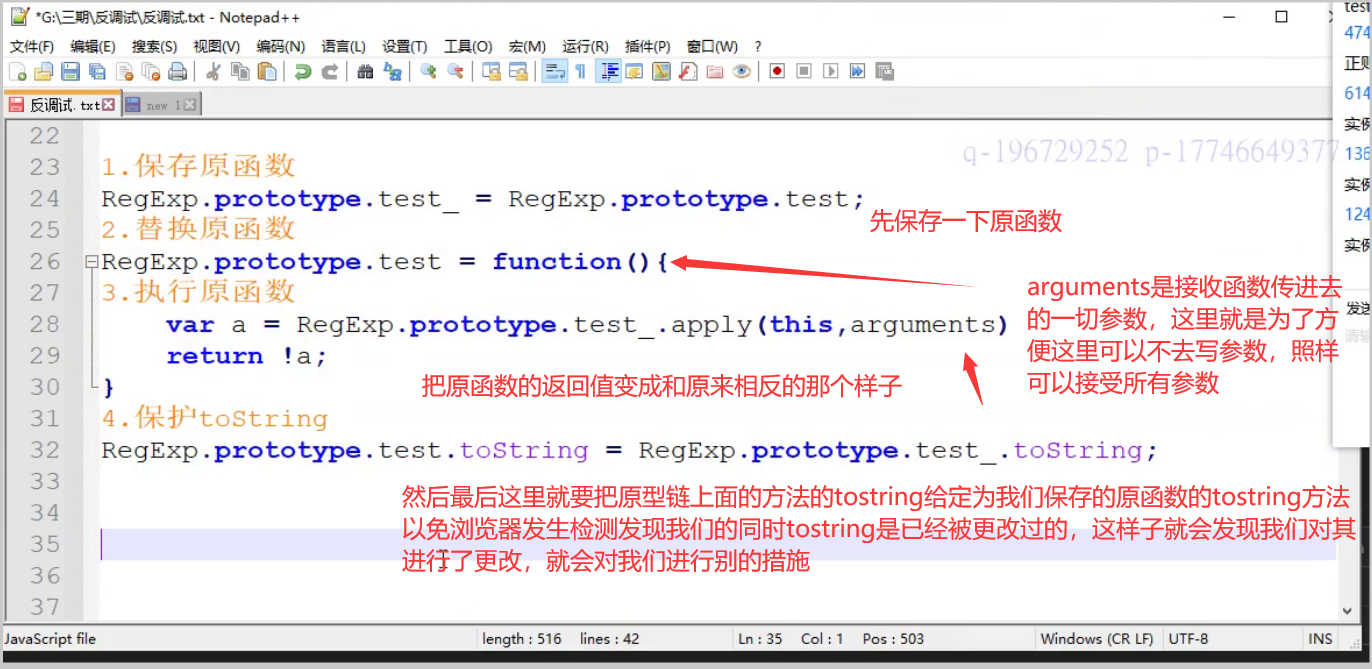 *G:\三期\反调试\反调试.txt - Notepad++
文件(F) 编辑(E) 搜索(S) 视图(V) 编码(N) 语言(L) 设置(T) 工具(O) 宏(M) 运行(R) 插件(P) 窗口(W) ?
反调试.txt new 1
22
23 1.保存原函数
q-196729252 p-17746649377
24 RegExp.prototype.test_ = RegExp.prototype.test;
先保存一下原函数
25 2.替换原函数
26 RegExp.prototype.test = function(){
27 3.执行原函数
28 var a = RegExp.prototype.test_.apply(this,arguments)
29 return !a;
30 }
arguments是接收函数传进去
的一切参数，这里就是为了方
便这里可以不去写参数，照样
可以接受所有参数
把原函数的返回值变成和原来相反的那个样子
31 4.保护toString
32 RegExp.prototype.test.toString = RegExp.prototype.test_.toString;
33
34
35
36
37
然后最后这里就要把原型链上面的方法的tostring给定为我们保存的原函数的tostring方法
以免浏览器发生检测发现我们的同时tostring是已经被更改过的，这样子就会发现我们对其
进行了更改，就会对我们进行别的措施
test
474
正则
614
实例
136
实例
124
实例
发送
请输
JavaScript file length : 516 lines : 42 Ln : 35 Col : 1 Pos : 503 Windows (CR LF) UTF-8 INS